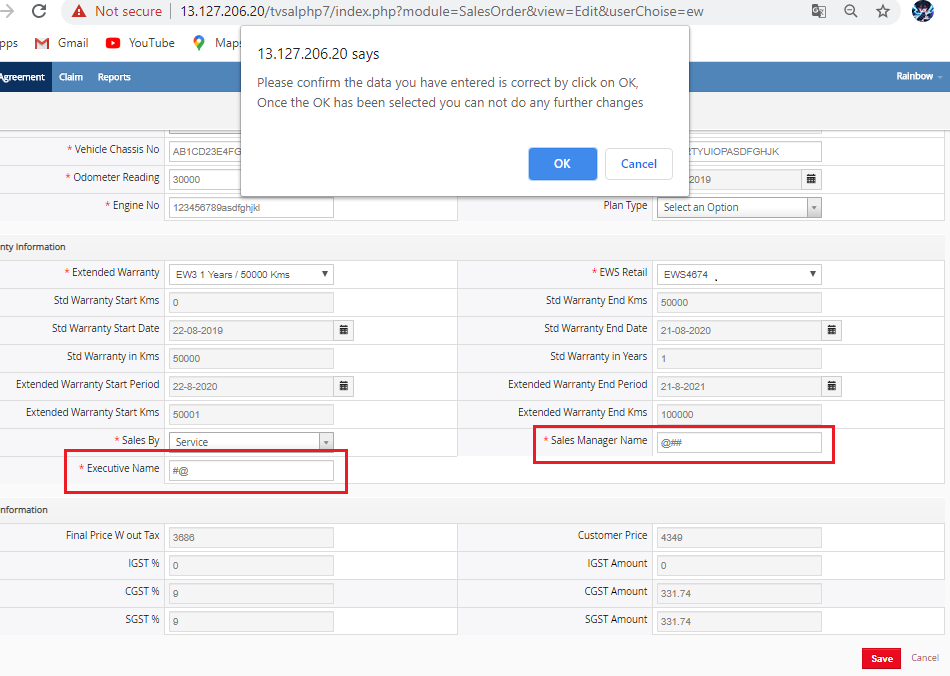 Not secure | 13.127.206.20/tvsalphp7/index.php?module=SalesOrder&view=Edit&userChoise=ew
pps Gmail YouTube Maps
13.127.206.20 says
Please confirm the data you have entered is correct by click on OK,
Once the OK has been selected you can not do any further changes
OK Cancel
Agreement Claim Reports Rainbow
* Vehicle Chassis No AB1CD23E4FG RTYUIOPASDFGHJK
* Odometer Reading 30000 2019
* Engine No 123456789asdfghjkl Plan Type Select an Option
nty Information
* Extended Warranty EW3 1 Years / 50000 Kms * EWS Retail EWS4674
Std Warranty Start Kms 0 Std Warranty End Kms 50000
Std Warranty Start Date 22-08-2019 Std Warranty End Date 21-08-2020
Std Warranty in Kms 50000 Std Warranty in Years 1
Extended Warranty Start Period 22-8-2020 Extended Warranty End Period 21-8-2021
Extended Warranty Start Kms 50001 Extended Warranty End Kms 100000
* Sales By Service * Sales Manager Name @##
* Executive Name #@
nformation
Final Price W out Tax 3686 Customer Price 4349
IGST % 0 IGST Amount 0
CGST % 9 CGST Amount 331.74
SGST % 9 SGST Amount 331.74
Save Cancel